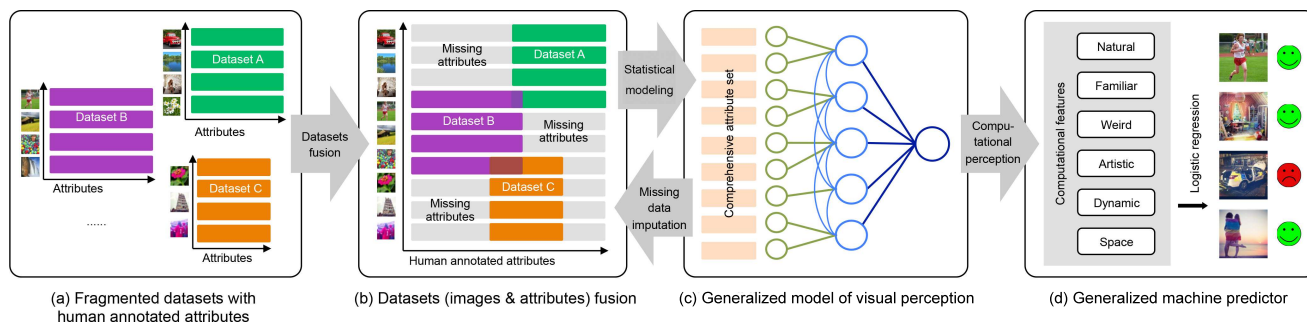 Dataset A
Attributes
Dataset B
Attributes
Dataset C
Attributes
......
(a) Fragmented datasets with
human annotated attributes
Datasets
fusion
Missing
attributes
Dataset A
Dataset B
Missing
attributes
Dataset C
Missing
attributes
Human annotated attributes
(b) Datasets (images & attributes) fusion
Statistical
modeling
Missing
data
imputation
Comprehensive attribute set
(c) Generalized model of visual perception
Compu-
tational
perception
Computational features
Natural
Familiar
Weird
Artistic
Dynamic
Space
Logistic regression
(d) Generalized machine predictor